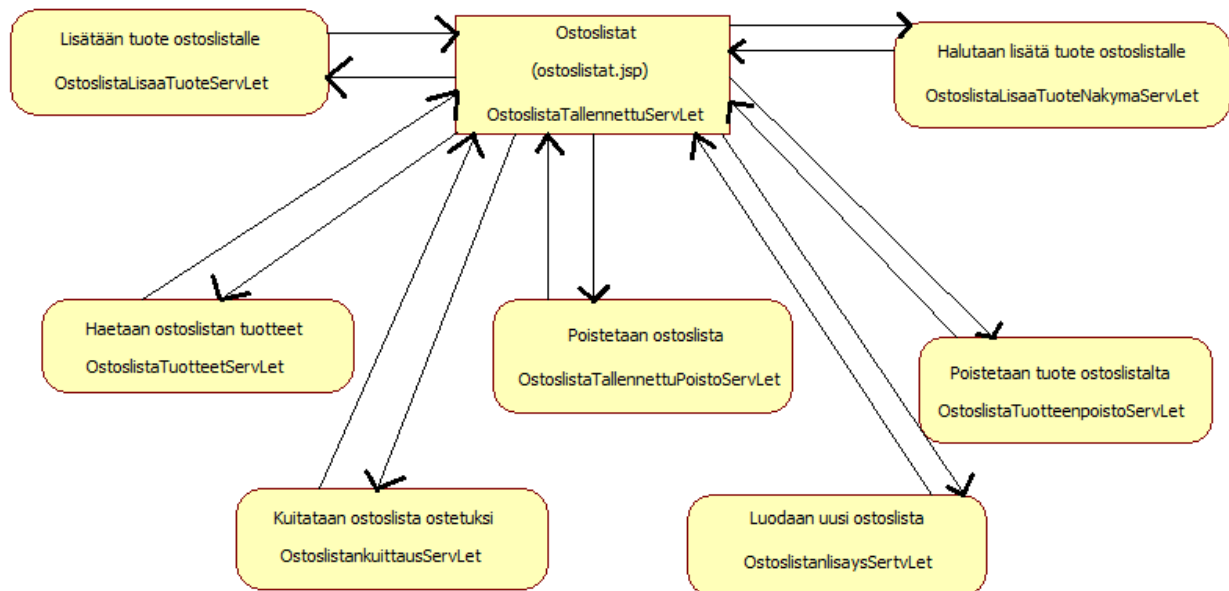 Lisätään tuote ostoslistalle
OstoslistaLisaaTuoteServLet
Ostoslistat
(ostoslistat.jsp)
OstoslistaTallennettuServLet
Halutaan lisätä tuote ostoslistalle
OstoslistaLisaaTuoteNakymaServLet
Haetaan ostoslistan tuotteet
OstoslistaTuotteetServLet
Poistetaan ostoslista
OstoslistaTallennettuPoistoServLet
Poistetaan tuote ostoslistalta
OstoslistaTuotteenpoistoServLet
Kuitataan ostoslista ostetuksi
OstoslistankuittausServLet
Luodaan uusi ostoslista
OstoslistanlisaysSertvLet